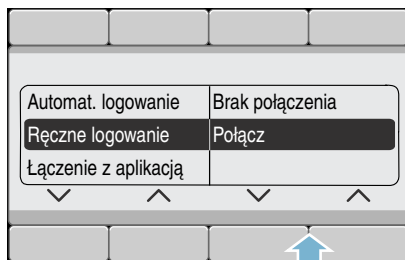 Automat. logowanie Brak połączenia
Ręczne logowanie Połącz
Łączenie z aplikacją